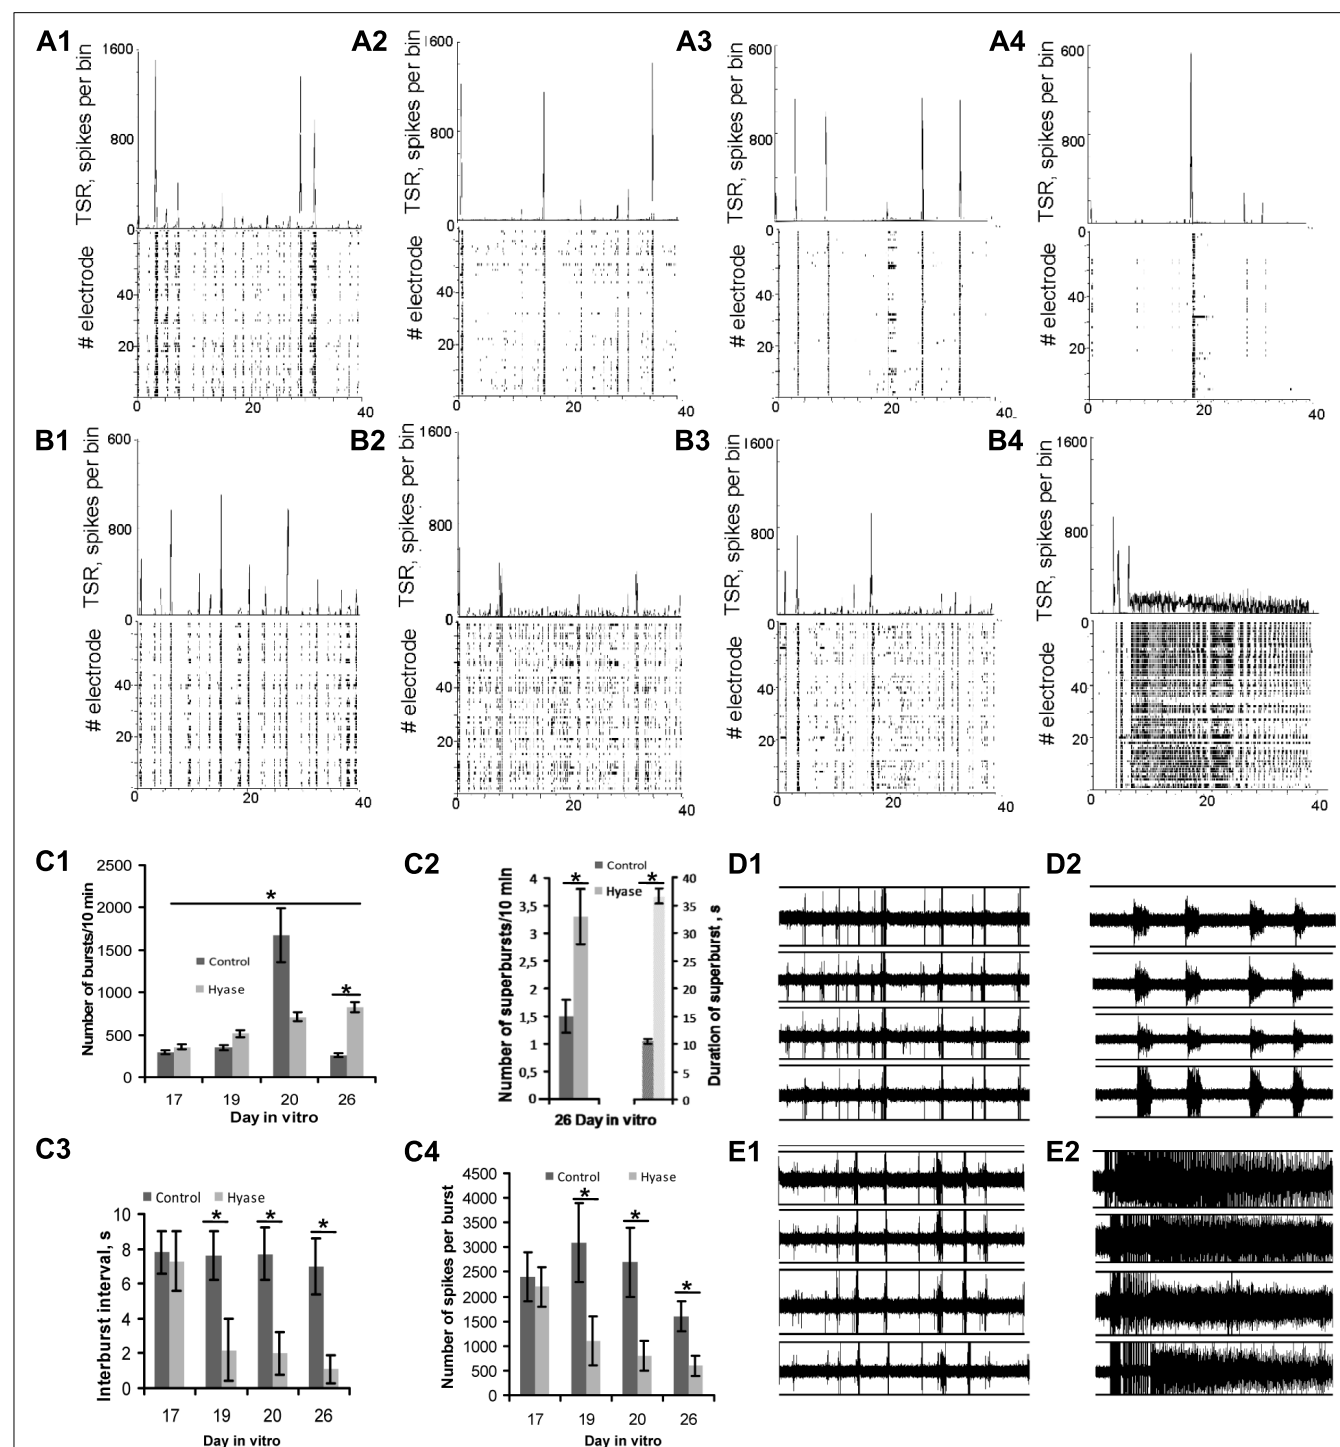 A1
1600
800
0
TSR, spikes per bin
40
20
# electrode
0 20 40
A2
600
800
0
TSR, spikes per bin
40
20
# electrode
0 20 40
A3
600
800
0
TSR, spikes per bin
40
20
# electrode
0 20 40
A4
600
800
0
TSR, spikes per bin
40
20
# electrode
0 20 40
B1
600
800
0
TSR, spikes per bin
40
20
# electrode
0 20 40
B2
1600
800
0
TSR, spikes per bin
40
20
# electrode
0 20 40
B3
1600
800
0
TSR, spikes per bin
40
20
# electrode
0 20 40
B4
1600
800
0
TSR, spikes per bin
40
20
# electrode
0 20 40
C1
Number of bursts/10 min
2500
2000
1500
1000
500
0
*
Control
Hyase
*
17 19 20 26
Day in vitro
C2
Control
Hyase
Number of superbursts/10 min
4
3,5
3
2,5
2
1,5
1
0,5
0
* *
40
35
30
25
20
15
10
5
0
Duration of superburst , s
26 Day in vitro
D1
D2
C3
Control Hyase
Interburst interval, s
10
8
6
4
2
0
* * *
17 19 20 26
Day in vitro
C4
Control Hyase
Number of spikes per burst
4500
4000
3500
3000
2500
2000
1500
1000
500
0
* * *
17 19 20 26
Day in vitro
E1
E2